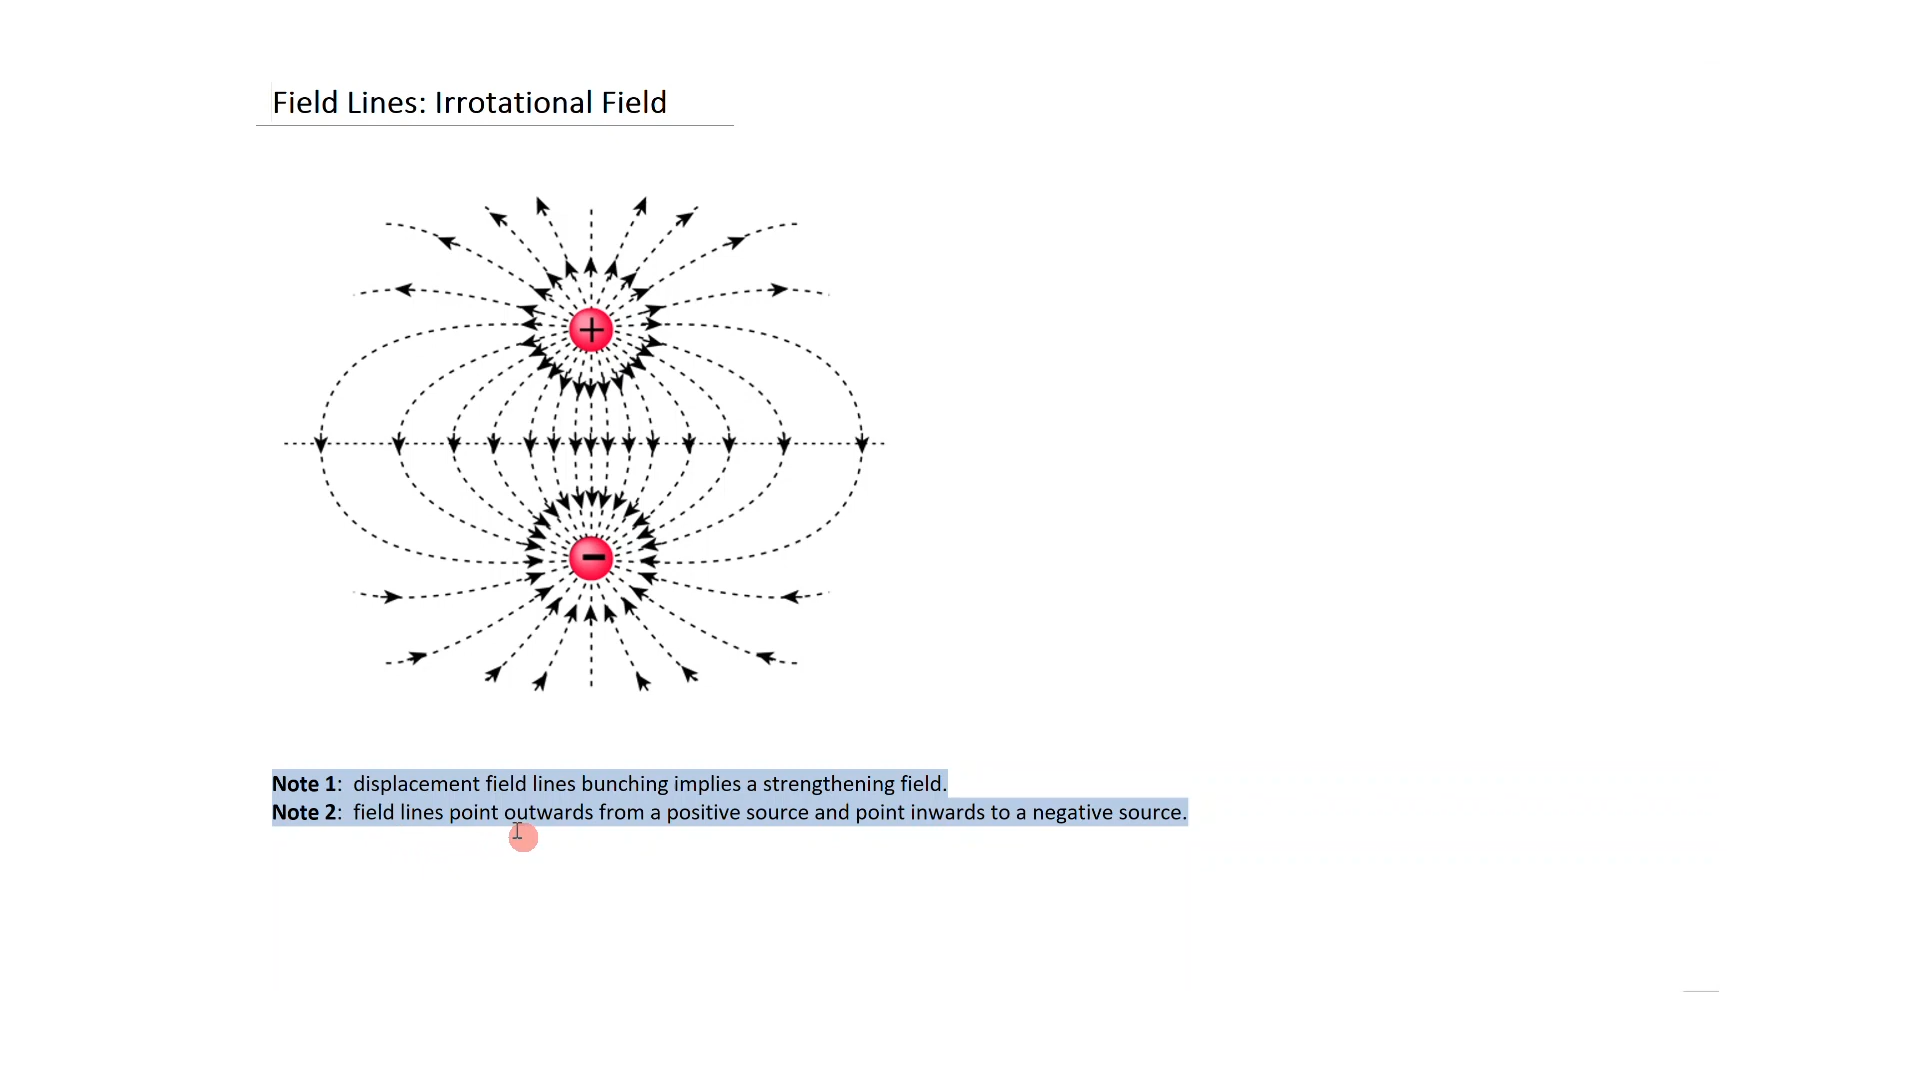 Field Lines: Irrotational Field
+
−
Note 1:  displacement field lines bunching implies a strengthening field.
Note 2:  field lines point outwards from a positive source and point inwards to a negative source.